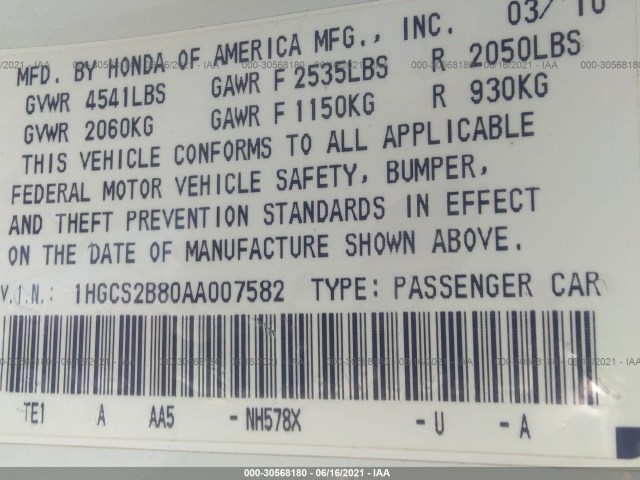 MFD. BY HONDA OF AMERICA MFG., INC. 03/10
GVWR 4541LBS GAWR F 2535LBS R 2050LBS
GVWR 2060KG GAWR F 1150KG R 930KG
THIS VEHICLE CONFORMS TO ALL APPLICABLE
FEDERAL MOTOR VEHICLE SAFETY, BUMPER,
AND THEFT PREVENTION STANDARDS IN EFFECT
ON THE DATE OF MANUFACTURE SHOWN ABOVE.
V.I.N.: 1HGCS2B80AA007582 TYPE: PASSENGER CAR
TE1 A AA5 - NH578X - U - A
000-30568180 - 06/16/2021 - IAA